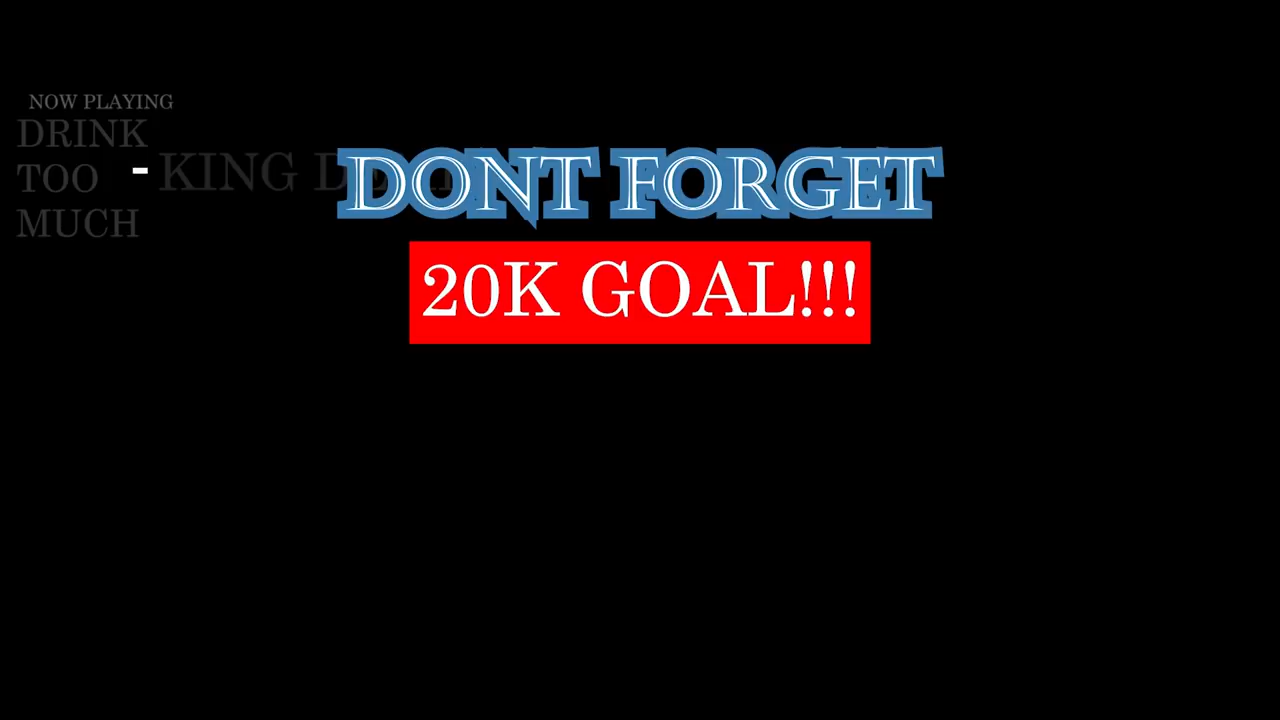 NOW PLAYING
DRINK
TOO
MUCH
- KING
DONT FORGET
20K GOAL!!!